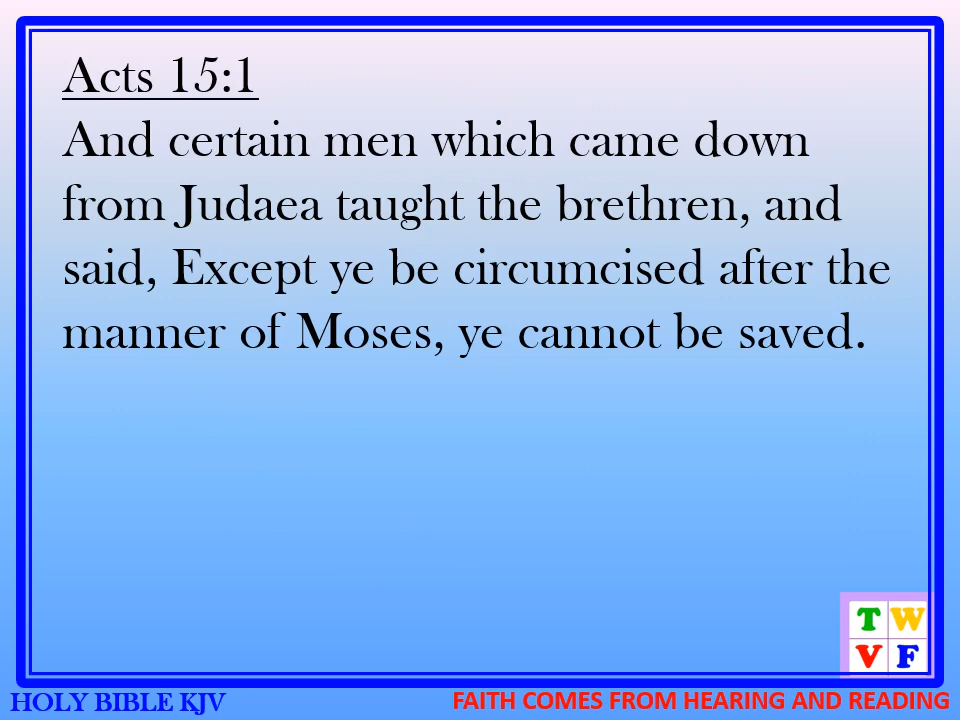 Acts 15:1
And certain men which came down
from Judaea taught the brethren, and
said, Except ye be circumcised after the
manner of Moses, ye cannot be saved.
T W
V F
HOLY BIBLE KJV
FAITH COMES FROM HEARING AND READING